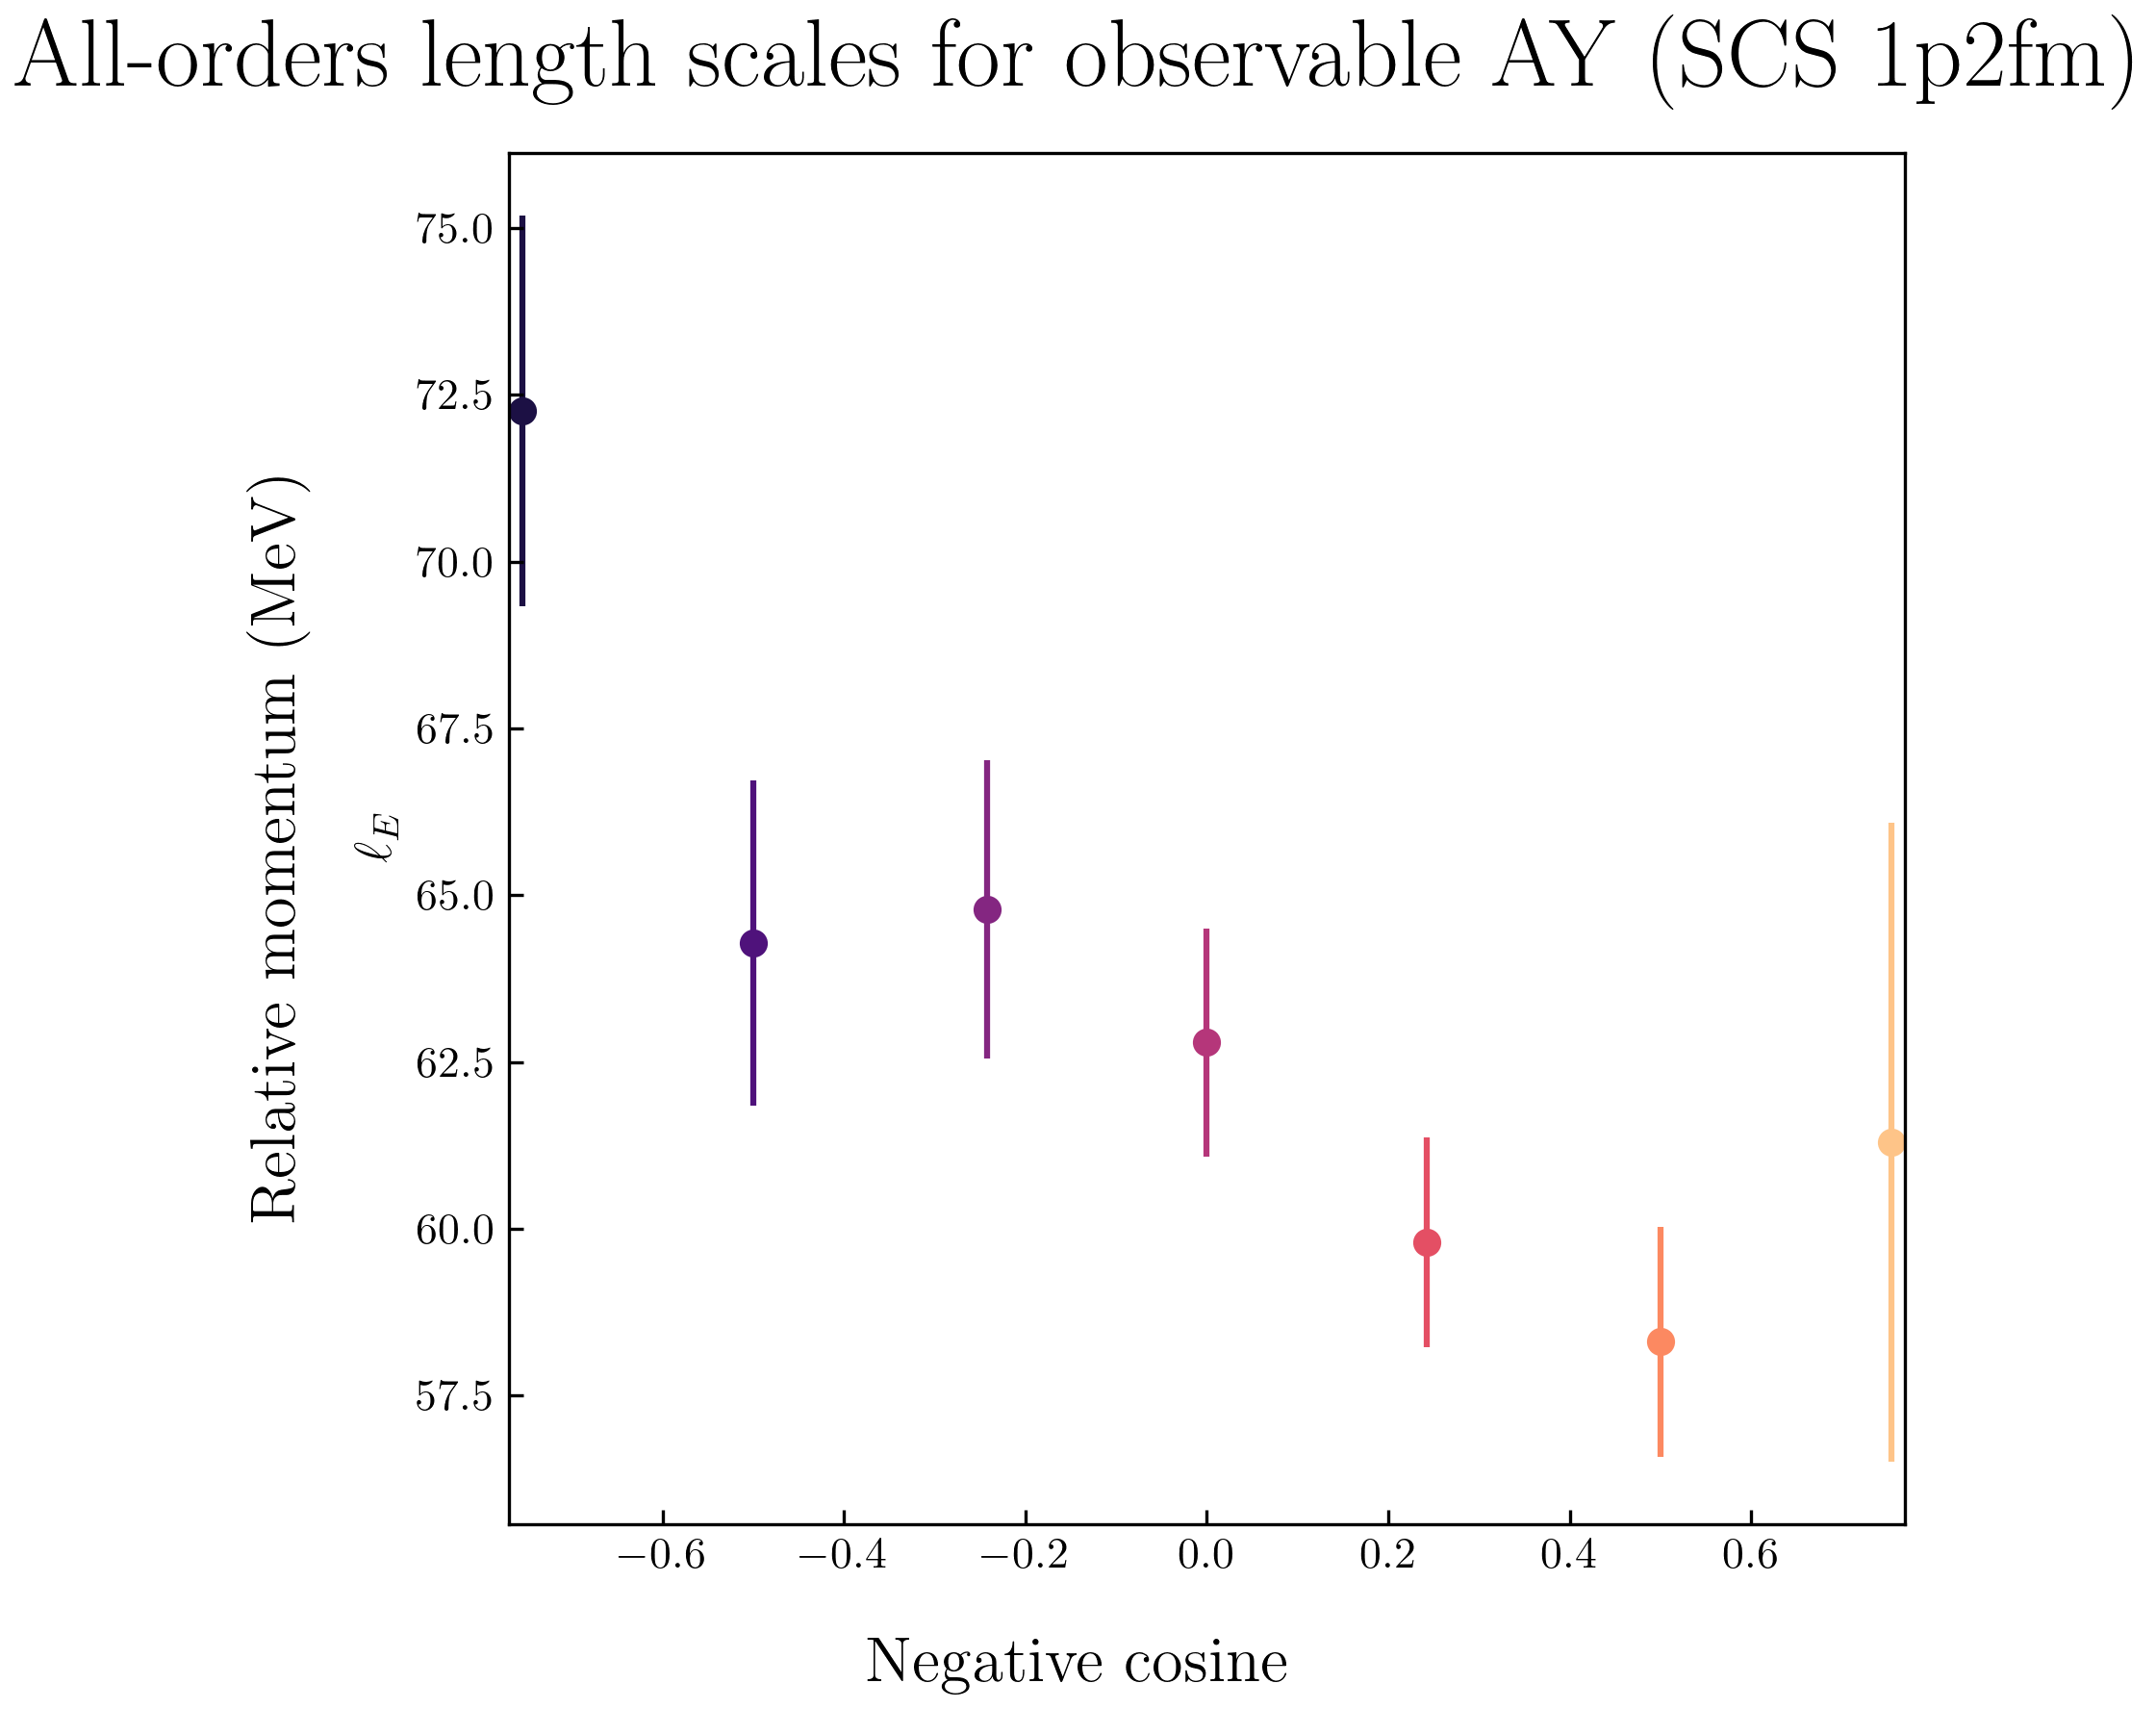 All-orders length scales for observable AY (SCS 1p2fm)
Relative momentum (MeV)
ℓ_E
75.0
72.5
70.0
67.5
65.0
62.5
60.0
57.5
−0.6 −0.4 −0.2 0.0 0.2 0.4 0.6
Negative cosine